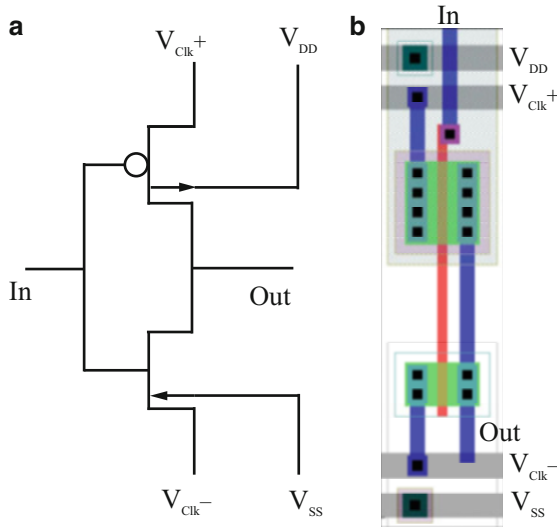 a
V_Clk+ V_DD
In
Out
V_Clk− V_SS
b
In
V_DD
V_Clk+
Out
V_Clk−
V_SS